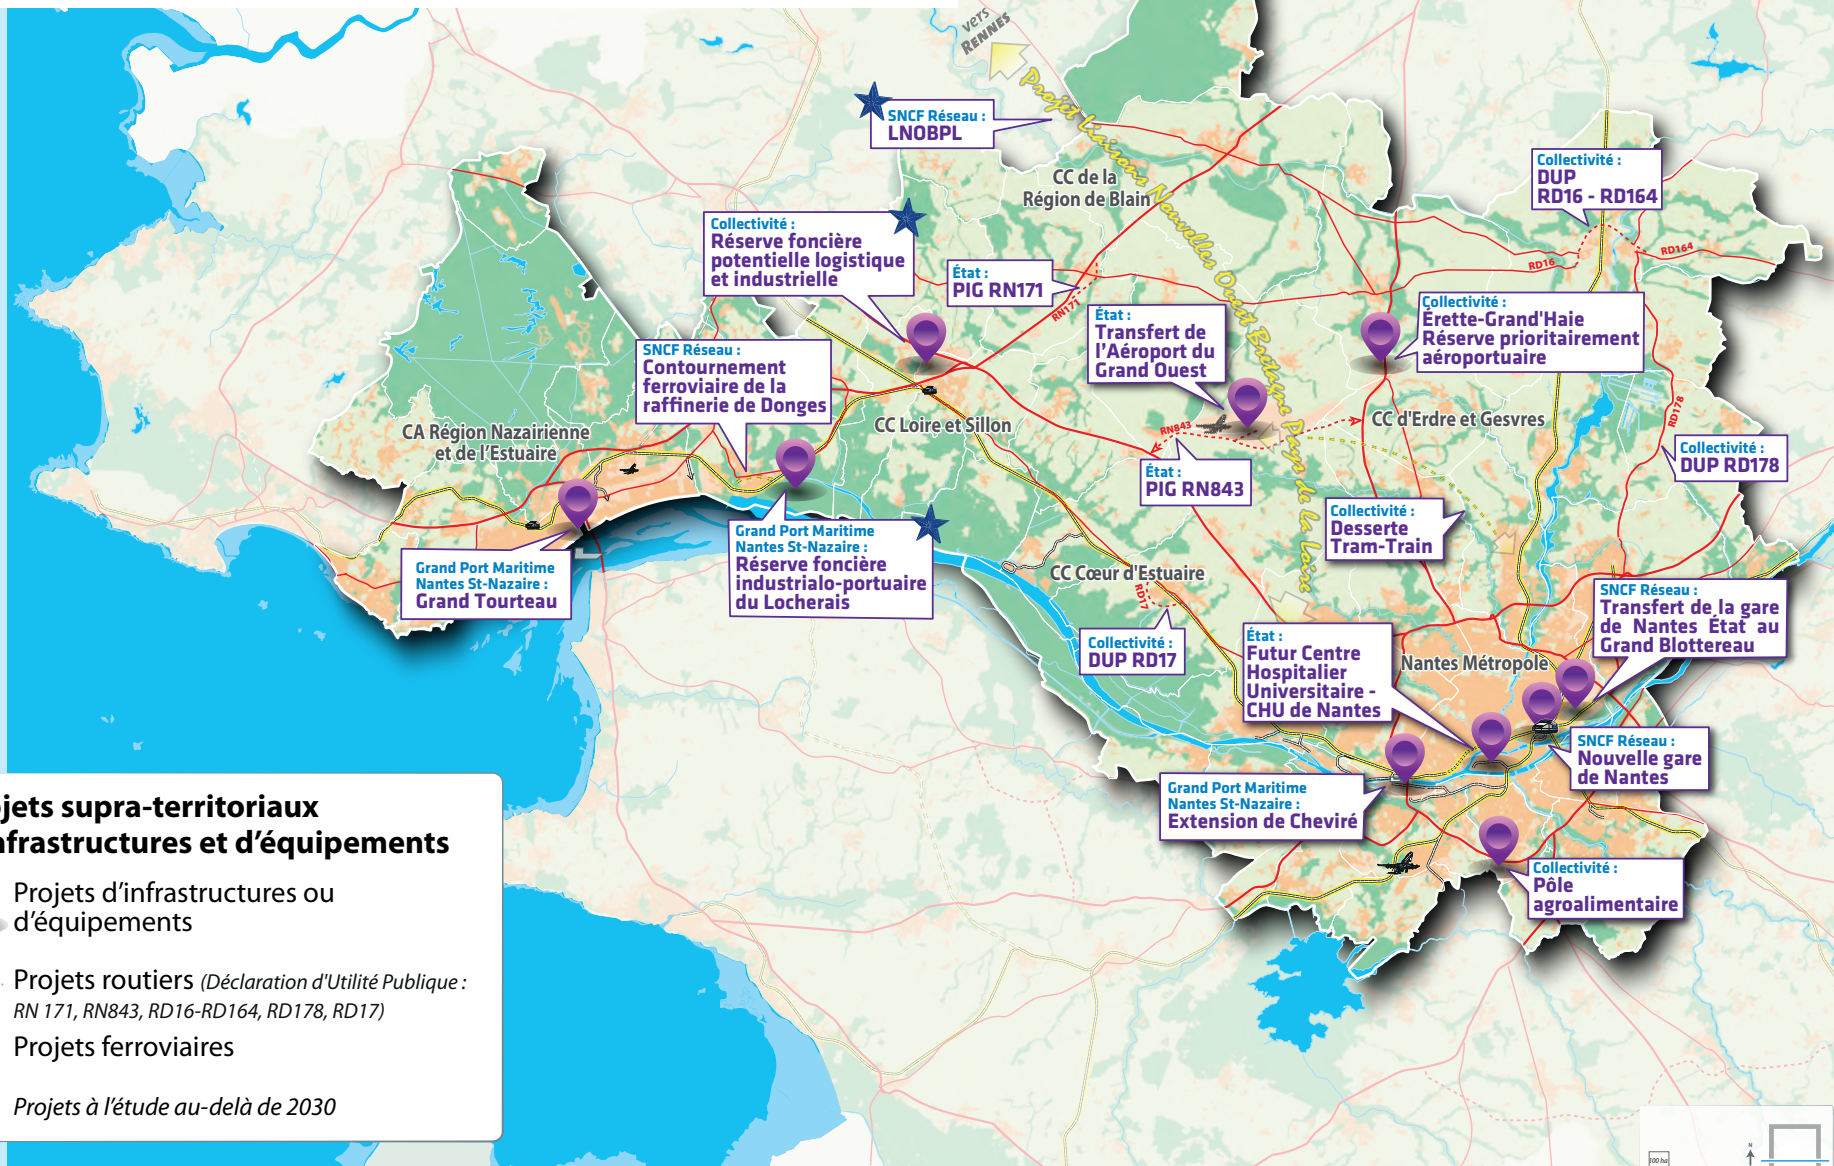 vers
RENNES
Projet Liaisons Nouvelles Ouest Bretagne Pays de la Loire
SNCF Réseau :
LNOBPL
CC de la
Région de Blain
Collectivité :
DUP
RD16 - RD164
RD16
RD164
Collectivité :
Réserve foncière
potentielle logistique
et industrielle
État :
PIG RN171
RN171
État :
Transfert de
l’Aéroport du
Grand Ouest
Collectivité :
Érette-Grand'Haie
Réserve prioritairement
aéroportuaire
SNCF Réseau :
Contournement
ferroviaire de la
raffinerie de Donges
CA Région Nazairienne
et de l’Estuaire
CC Loire et Sillon
RN843
CC d'Erdre et Gesvres
RD178
État :
PIG RN843
Collectivité :
DUP RD178
Collectivité :
Desserte
Tram-Train
Grand Port Maritime
Nantes St-Nazaire :
Grand Tourteau
Grand Port Maritime
Nantes St-Nazaire :
Réserve foncière
industrialo-portuaire
du Locherais
CC Cœur d'Estuaire
RD17
Collectivité :
DUP RD17
État :
Futur Centre
Hospitalier
Universitaire -
CHU de Nantes
Nantes Métropole
SNCF Réseau :
Transfert de la gare
de Nantes État au
Grand Blottereau
SNCF Réseau :
Nouvelle gare
de Nantes
Grand Port Maritime
Nantes St-Nazaire :
Extension de Cheviré
Collectivité :
Pôle
agroalimentaire
jets supra-territoriaux
nfrastructures et d’équipements
Projets d’infrastructures ou
d’équipements
Projets routiers (Déclaration d'Utilité Publique :
RN 171, RN843, RD16-RD164, RD178, RD17)
Projets ferroviaires
Projets à l’étude au-delà de 2030
100 ha
N